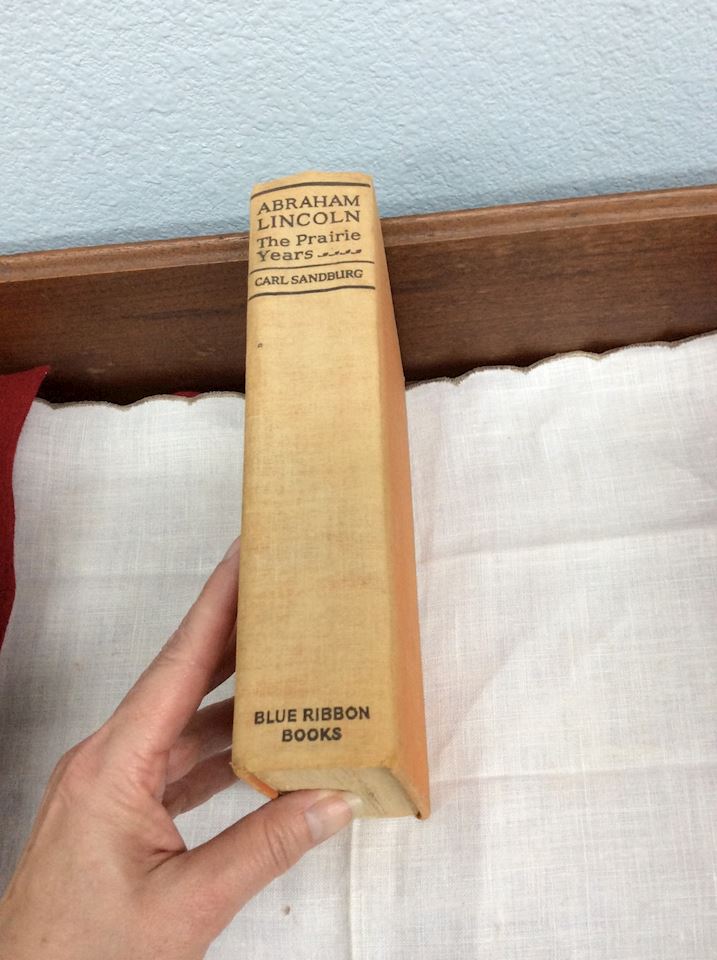 ABRAHAM
LINCOLN
The Prairie
Years
CARL SANDBURG
BLUE RIBBON
BOOKS